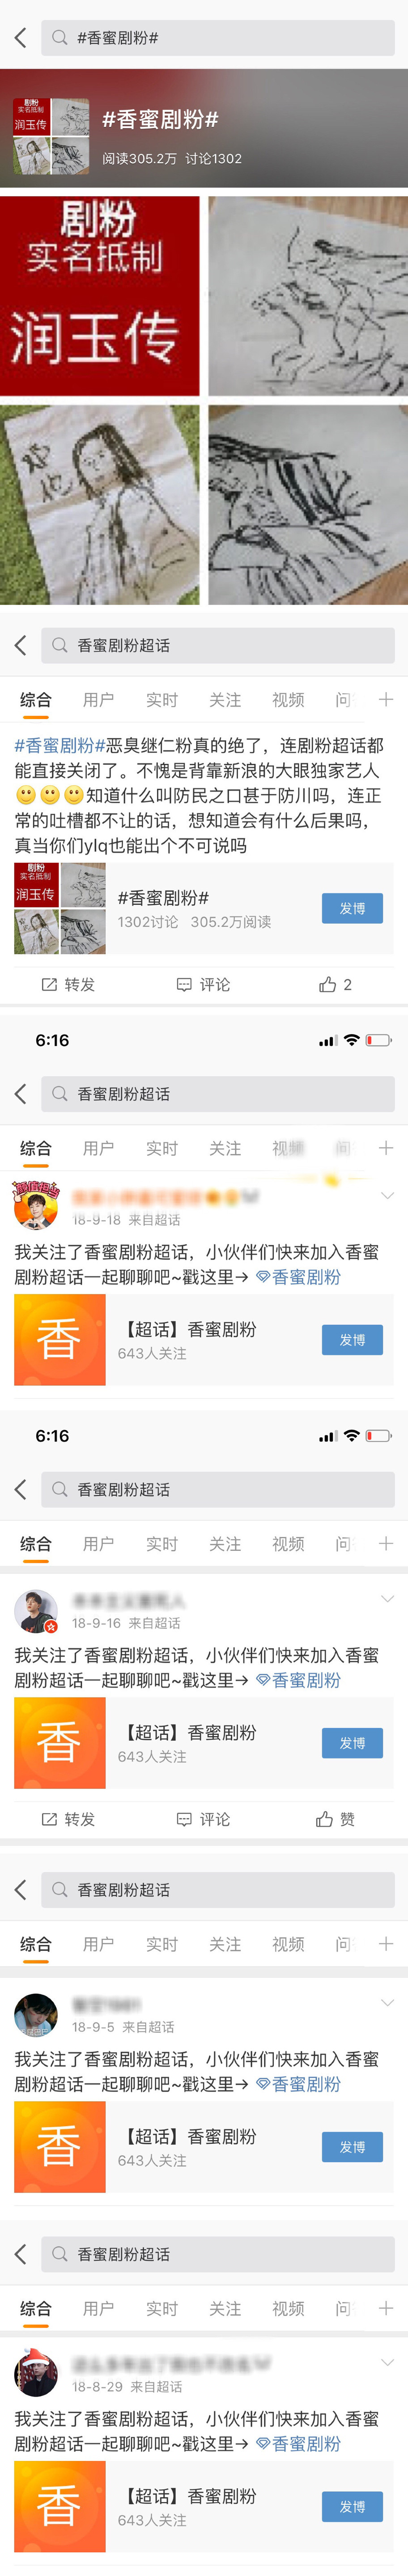 #香蜜剧粉#
剧粉
实名抵制
润玉传
#香蜜剧粉#
阅读305.2万 讨论1302
剧粉
实名抵制
润玉传
香蜜剧粉超话
综合 用户 实时 关注 视频 问
#香蜜剧粉#恶臭继仁粉真的绝了，连剧粉超话都
能直接关闭了。不愧是背靠新浪的大眼独家艺人
🙂🙂🙂知道什么叫防民之口甚于防川吗，连正
常的吐槽都不让的话，想知道会有什么后果吗，
真当你们ylq也能出个不可说吗
剧粉
实名抵制
润玉传
#香蜜剧粉#
1302讨论 305.2万阅读
发博
转发 评论 2
6:16
香蜜剧粉超话
综合 用户 实时 关注 视频
18-9-18 来自超话
我关注了香蜜剧粉超话，小伙伴们快来加入香蜜
剧粉超话一起聊聊吧~戳这里→ 香蜜剧粉
香
【超话】香蜜剧粉
643人关注
发博
6:16
香蜜剧粉超话
综合 用户 实时 关注 视频 问
18-9-16 来自超话
我关注了香蜜剧粉超话，小伙伴们快来加入香蜜
剧粉超话一起聊聊吧~戳这里→ 香蜜剧粉
香
【超话】香蜜剧粉
643人关注
发博
转发 评论 赞
香蜜剧粉超话
综合 用户 实时 关注 视频 问
18-9-5 来自超话
我关注了香蜜剧粉超话，小伙伴们快来加入香蜜
剧粉超话一起聊聊吧~戳这里→ 香蜜剧粉
香
【超话】香蜜剧粉
643人关注
发博
香蜜剧粉超话
综合 用户 实时 关注 视频 问
18-8-29 来自超话
我关注了香蜜剧粉超话，小伙伴们快来加入香蜜
剧粉超话一起聊聊吧~戳这里→ 香蜜剧粉
香
【超话】香蜜剧粉
643人关注
发博